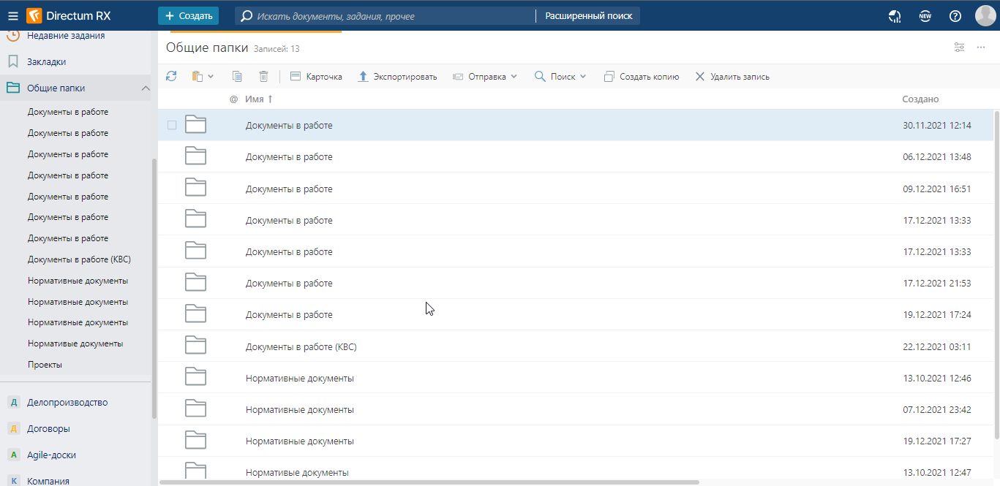 Directum RX
Создать
Искать документы, задания, прочее
Расширенный поиск
NEW
?
Недавние задания
Закладки
Общие папки
Документы в работе
Документы в работе
Документы в работе
Документы в работе
Документы в работе
Документы в работе
Документы в работе
Документы в работе (КВС)
Нормативные документы
Нормативные документы
Нормативные документы
Нормативые документы
Проекты
Д Делопроизводство
Д Договоры
A Agile-доски
К Компания
Общие папки Записей: 13
Карточка Экспортировать Отправка Поиск Создать копию Удалить запись
@ Имя Создано
Документы в работе 30.11.2021 12:14
Документы в работе 06.12.2021 13:48
Документы в работе 09.12.2021 16:51
Документы в работе 17.12.2021 13:33
Документы в работе 17.12.2021 13:33
Документы в работе 17.12.2021 21:53
Документы в работе 19.12.2021 17:24
Документы в работе (КВС) 22.12.2021 03:11
Нормативные документы 13.10.2021 12:46
Нормативные документы 07.12.2021 23:42
Нормативные документы 19.12.2021 17:27
Нормативые документы 13.10.2021 12:47